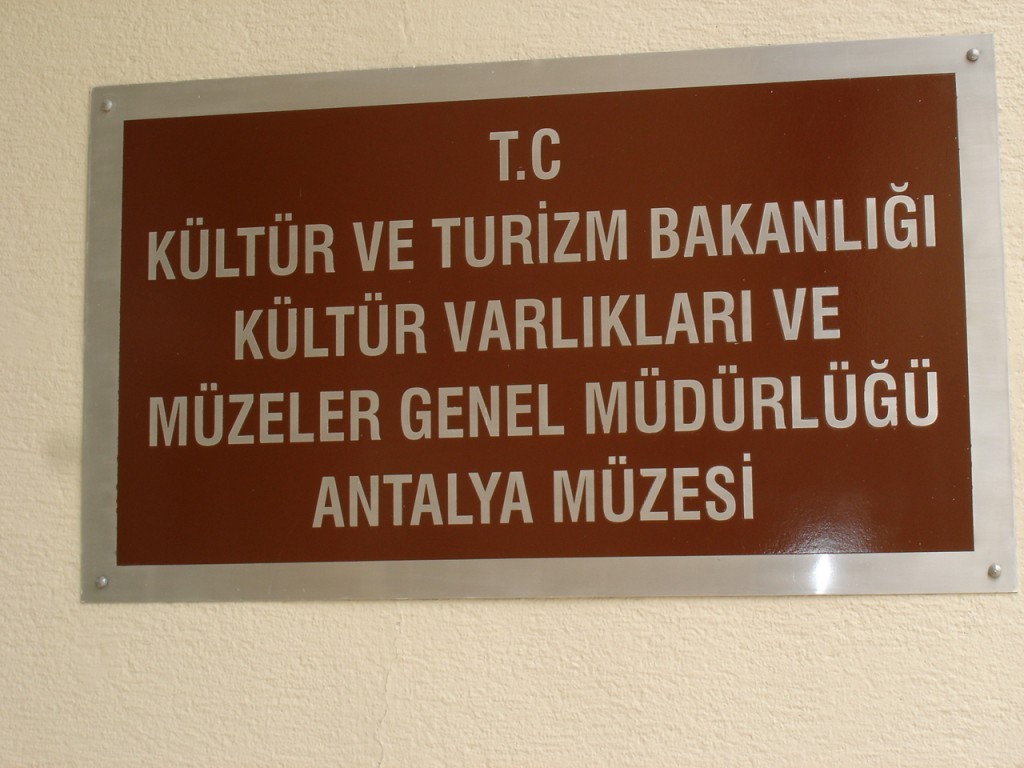 T.C
KÜLTÜR VE TURİZM BAKANLIĞI
KÜLTÜR VARLIKLARI VE
MÜZELER GENEL MÜDÜRLÜĞÜ
ANTALYA MÜZESİ